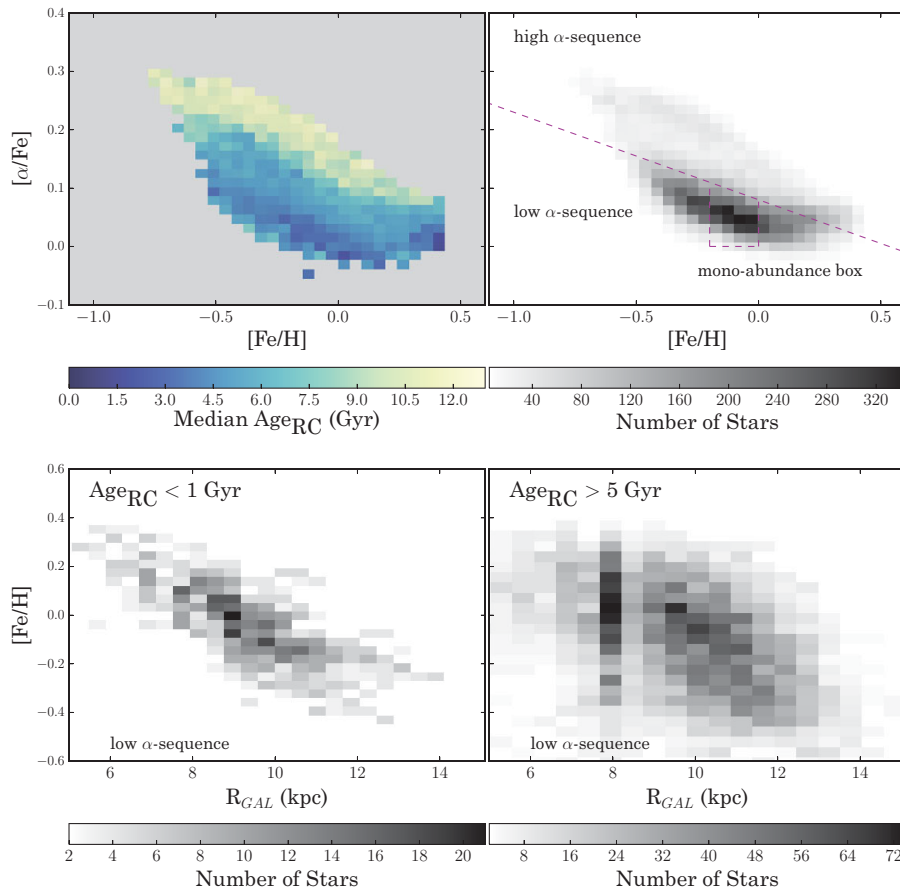 high α-sequence
low α-sequence
mono-abundance box
[α/Fe]
0.4
0.3
0.2
0.1
0.0
−0.1
−1.0 −0.5 0.0 0.5
−1.0 −0.5 0.0 0.5
[Fe/H]
[Fe/H]
0.0 1.5 3.0 4.5 6.0 7.5 9.0 10.5 12.0
Median Age_RC (Gyr)
40 80 120 160 200 240 280 320
Number of Stars
Age_RC < 1 Gyr
low α-sequence
Age_RC > 5 Gyr
low α-sequence
[Fe/H]
0.6
0.4
0.2
0.0
−0.2
−0.4
−0.6
6 8 10 12 14
6 8 10 12 14
R_GAL (kpc)
R_GAL (kpc)
2 4 6 8 10 12 14 16 18 20
Number of Stars
8 16 24 32 40 48 56 64 72
Number of Stars